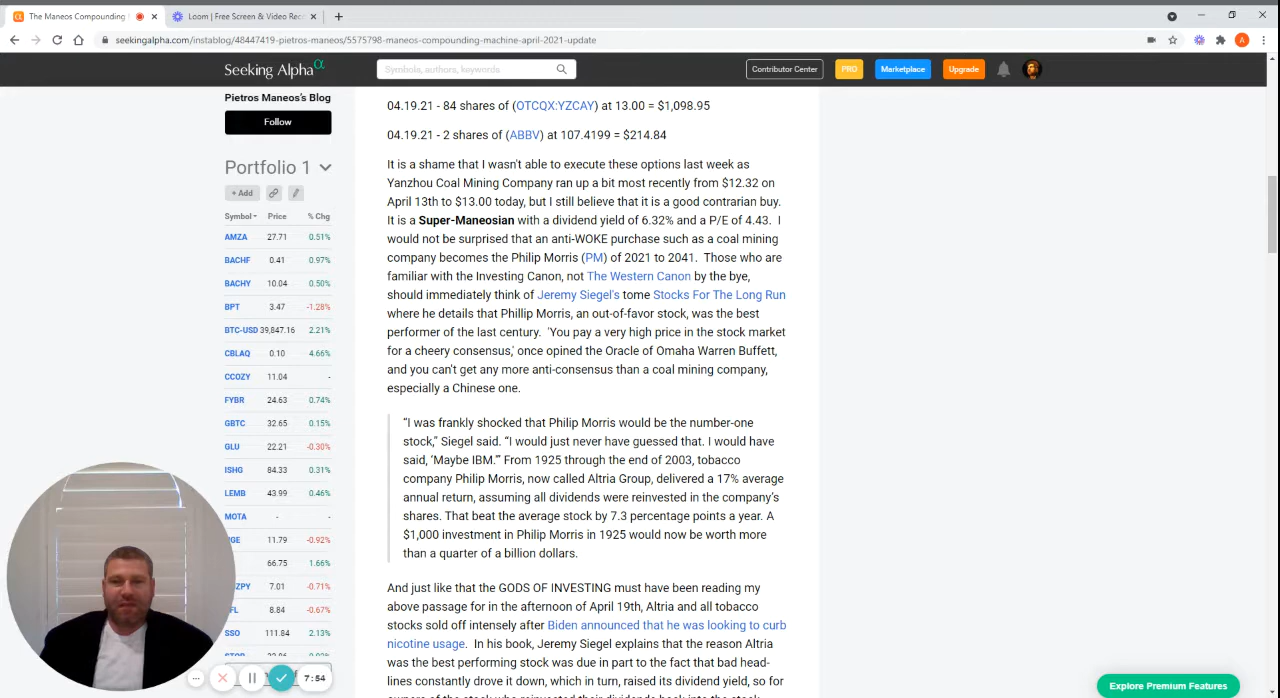 The Maneos Compounding
Loom | Free Screen & Video Rec
seekingalpha.com/instablog/48447419-pietros-maneos/5575798-maneos-compounding-machine-april-2021-update
A
Seeking Alpha α
Symbols, authors, keywords
Contributor Center
PRO
Marketplace
Upgrade
Pietros Maneos's Blog
Follow
Portfolio 1
+ Add
Symbol Price % Chg
AMZA 27.71 0.51%
BACHF 0.41 0.97%
BACHY 10.04 0.50%
BPT 3.47 -1.28%
BTC-USD 39,847.16 2.21%
CBLAQ 0.10 4.66%
CCOZY 11.04 -
FYBR 24.63 0.74%
GBTC 32.65 0.15%
GLU 22.21 -0.30%
ISHG 84.33 0.31%
LEMB 43.99 0.46%
MOTA - -
GE 11.79 -0.92%
66.75 1.66%
ZPY 7.01 -0.71%
FL 8.84 -0.67%
SSO 111.84 2.13%
7:54
04.19.21 - 84 shares of (OTCQX:YZCAY) at 13.00 = $1,098.95
04.19.21 - 2 shares of (ABBV) at 107.4199 = $214.84
It is a shame that I wasn't able to execute these options last week as
Yanzhou Coal Mining Company ran up a bit most recently from $12.32 on
April 13th to $13.00 today, but I still believe that it is a good contrarian buy.
It is a Super-Maneosian with a dividend yield of 6.32% and a P/E of 4.43. I
would not be surprised that an anti-WOKE purchase such as a coal mining
company becomes the Philip Morris (PM) of 2021 to 2041. Those who are
familiar with the Investing Canon, not The Western Canon by the bye,
should immediately think of Jeremy Siegel's tome Stocks For The Long Run
where he details that Phillip Morris, an out-of-favor stock, was the best
performer of the last century. 'You pay a very high price in the stock market
for a cheery consensus,' once opined the Oracle of Omaha Warren Buffett,
and you can't get any more anti-consensus than a coal mining company,
especially a Chinese one.
“I was frankly shocked that Philip Morris would be the number-one
stock,” Siegel said. “I would just never have guessed that. I would have
said, ‘Maybe IBM.’” From 1925 through the end of 2003, tobacco
company Philip Morris, now called Altria Group, delivered a 17% average
annual return, assuming all dividends were reinvested in the company’s
shares. That beat the average stock by 7.3 percentage points a year. A
$1,000 investment in Philip Morris in 1925 would now be worth more
than a quarter of a billion dollars.
And just like that the GODS OF INVESTING must have been reading my
above passage for in the afternoon of April 19th, Altria and all tobacco
stocks sold off intensely after Biden announced that he was looking to curb
nicotine usage. In his book, Jeremy Siegel explains that the reason Altria
was the best performing stock was due in part to the fact that bad head-
lines constantly drove it down, which in turn, raised its dividend yield, so for
owners of the stock who reinvested their dividends back into the stock
Explore Premium Features